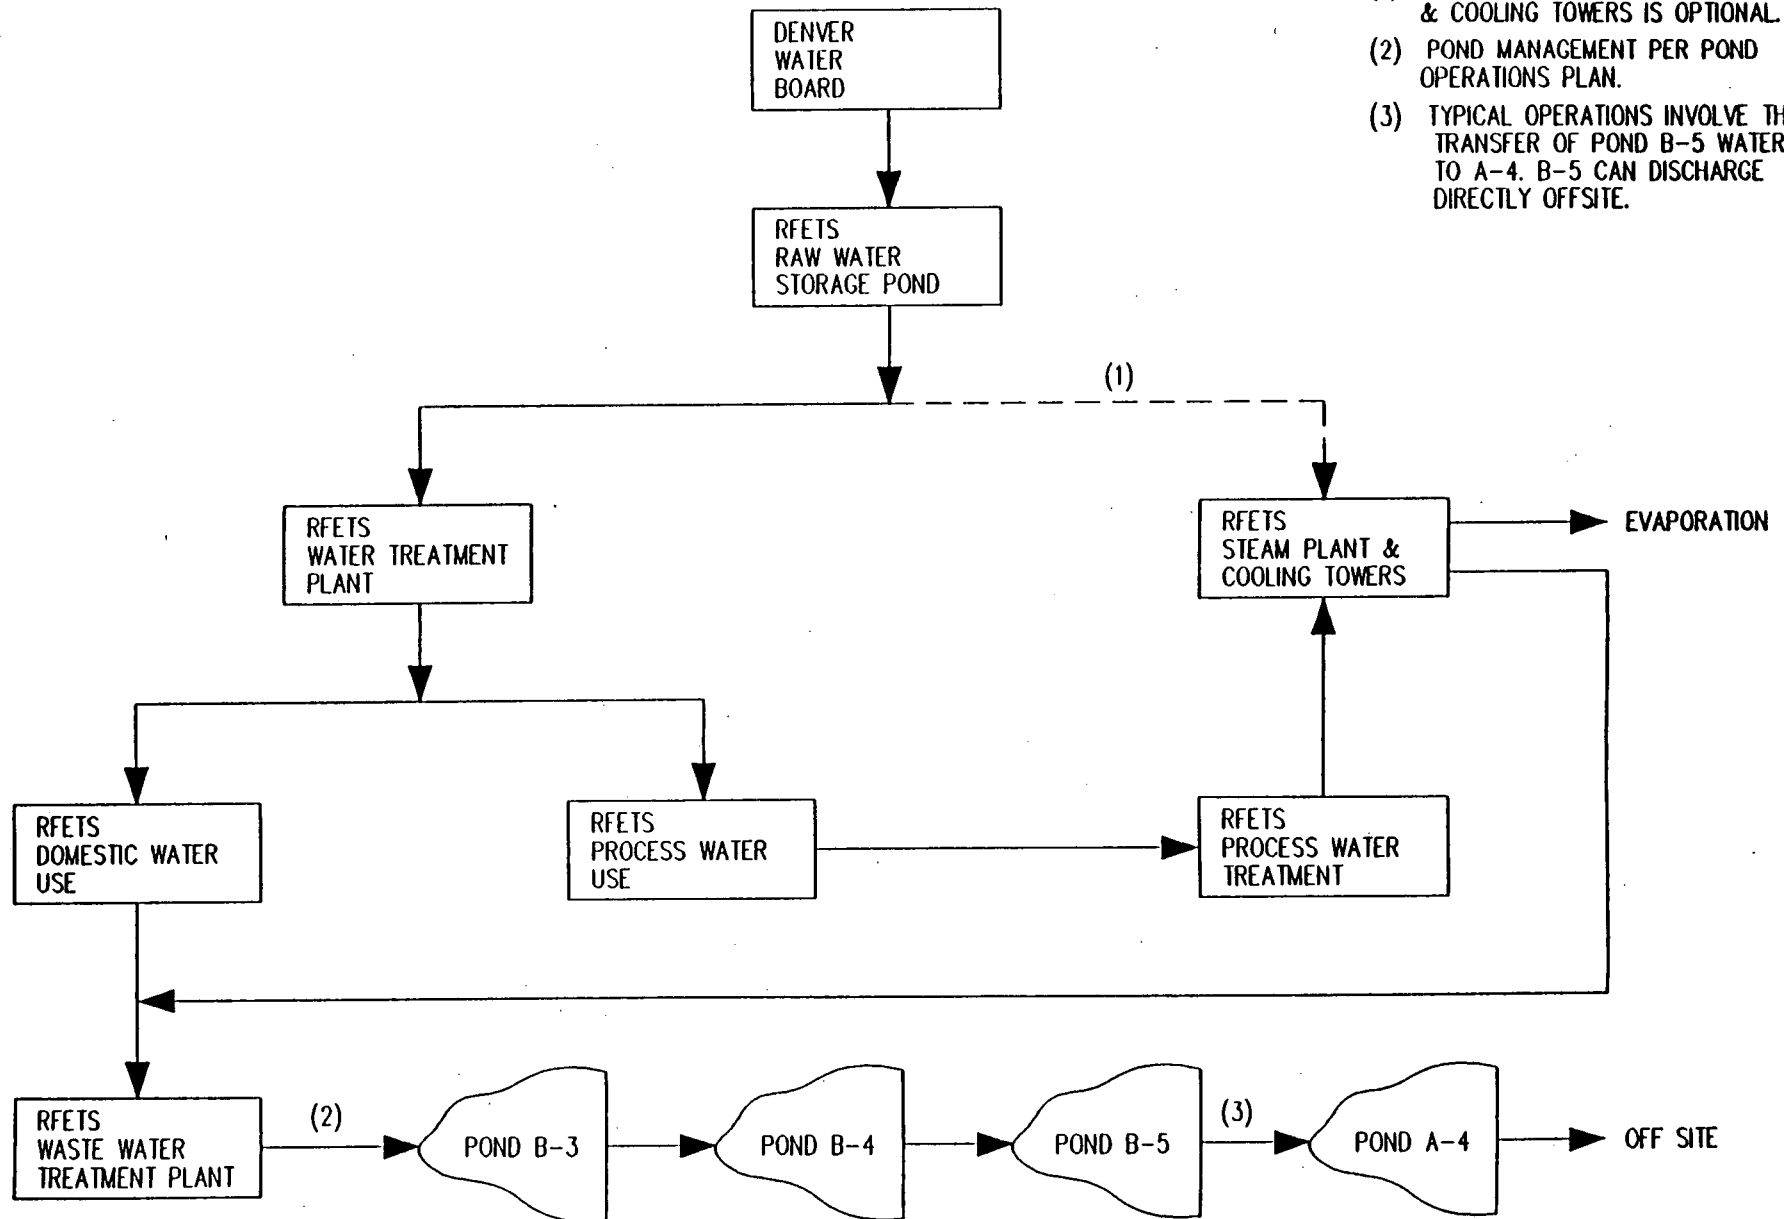 & COOLING TOWERS IS OPTIONAL.
(2) POND MANAGEMENT PER POND
OPERATIONS PLAN.
(3) TYPICAL OPERATIONS INVOLVE TH
TRANSFER OF POND B-5 WATER
TO A-4. B-5 CAN DISCHARGE
DIRECTLY OFFSITE.
DENVER
WATER
BOARD
RFETS
RAW WATER
STORAGE POND
(1)
RFETS
WATER TREATMENT
PLANT
RFETS
STEAM PLANT &
COOLING TOWERS
EVAPORATION
RFETS
DOMESTIC WATER
USE
RFETS
PROCESS WATER
USE
RFETS
PROCESS WATER
TREATMENT
RFETS
WASTE WATER
TREATMENT PLANT
(2)
POND B-3
POND B-4
POND B-5
(3)
POND A-4
OFF SITE